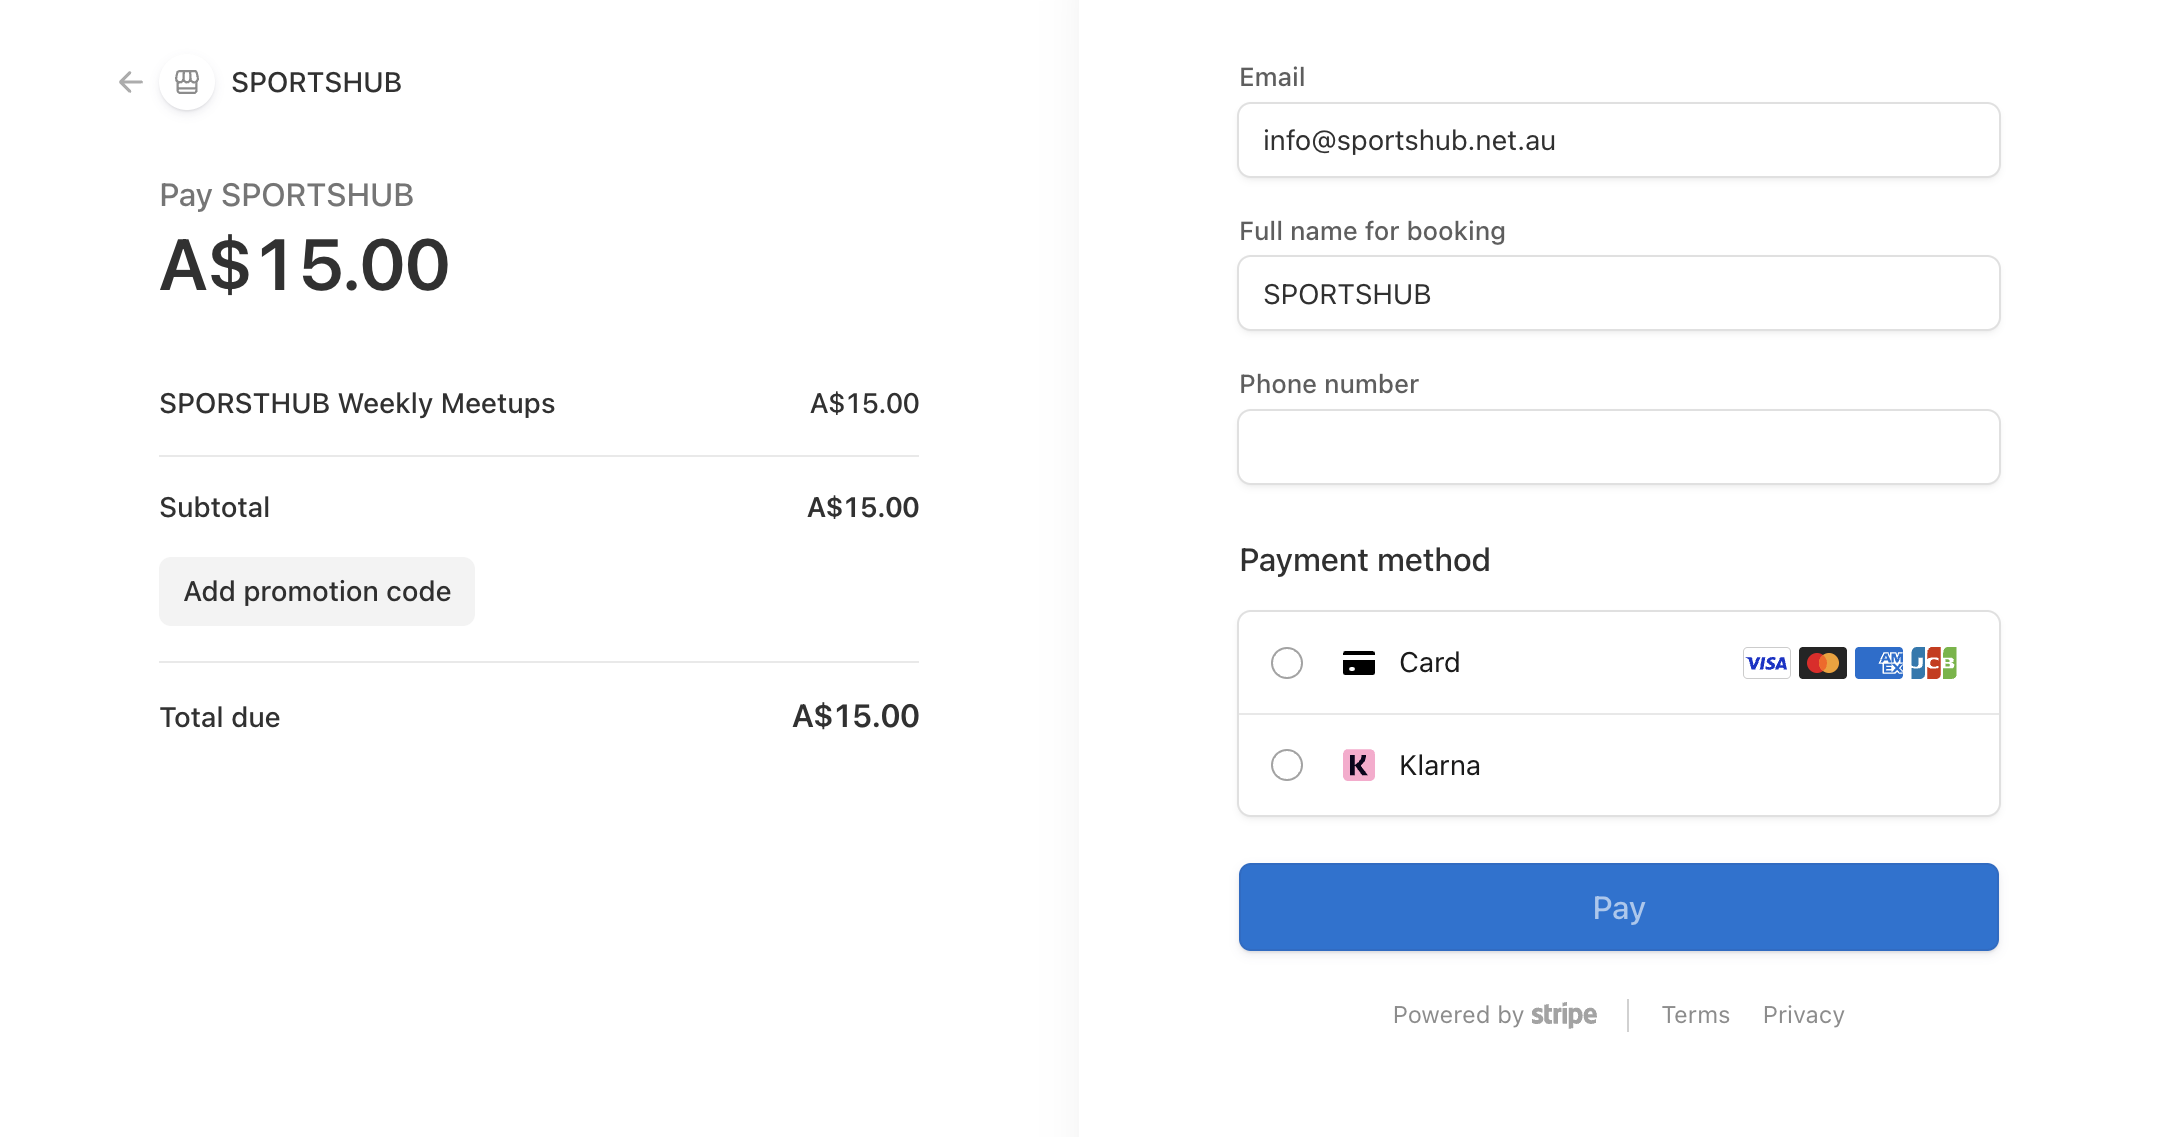 SPORTSHUB
Pay SPORTSHUB
A$15.00
SPORSTHUB Weekly Meetups A$15.00
Subtotal A$15.00
Add promotion code
Total due A$15.00
Email
info@sportshub.net.au
Full name for booking
SPORTSHUB
Phone number
Payment method
Card VISA AMEX JCB
K Klarna
Pay
Powered by stripe Terms Privacy